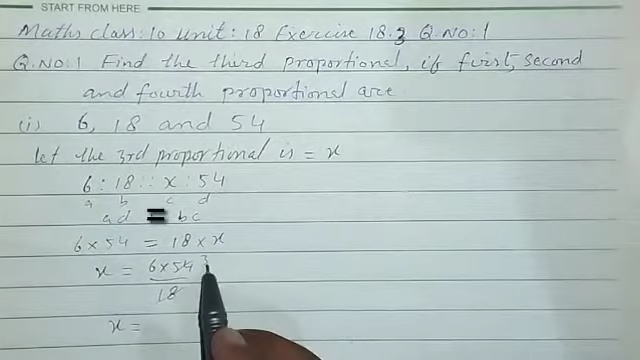 START FROM HERE
Maths class: 10 unit: 18 Exercise 18.3 Q.NO:1
Q.NO:1 Find the third proportional, if first, second
and fourth proportional are
(i) 6, 18 and 54
let the 3rd proportional is = x
6 : 18 :: x : 54
a b c d
ad = bc
6 × 54 = 18 × x
x = 6 × 54 3
18
x =